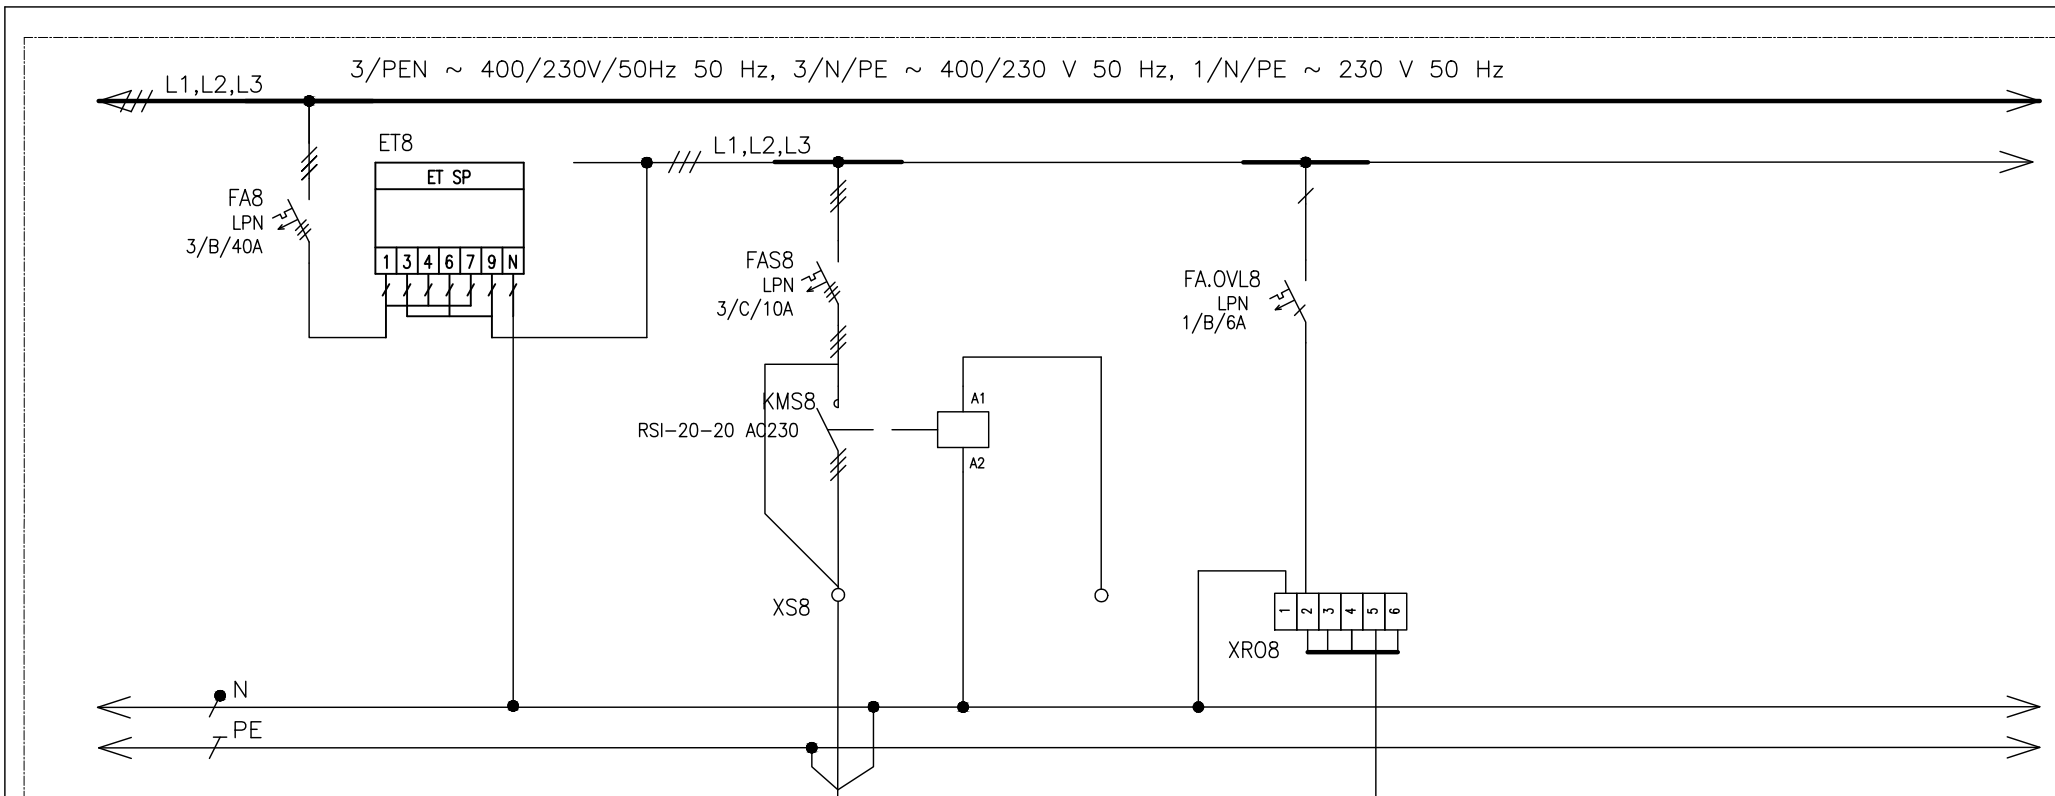 3/PEN ~ 400/230V/50Hz 50 Hz, 3/N/PE ~ 400/230 V 50 Hz, 1/N/PE ~ 230 V 50 Hz
L1,L2,L3
ET8
L1,L2,L3
ET SP
FA8
LPN
3/B/40A
1 3 4 6 7 9 N
FAS8
LPN
3/C/10A
FA.OVL8
LPN
1/B/6A
KMS8
RSI-20-20 AC230
A1
A2
XS8
1 2 3 4 5 6
XRO8
N
PE